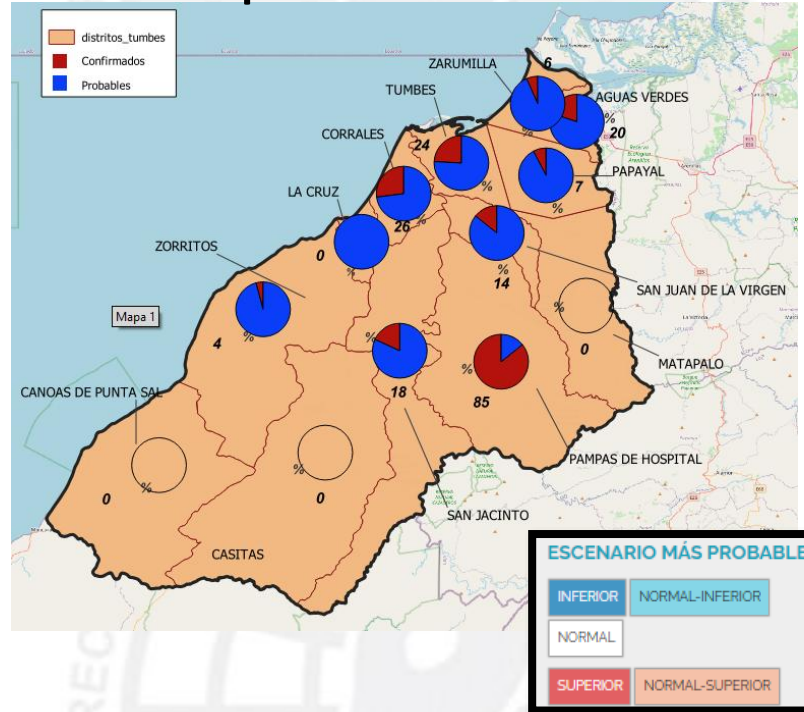 distritos_tumbes
Confirmados
Probables
ZARUMILLA
6
%
AGUAS VERDES
%
20
TUMBES
24
%
CORRALES
26
%
PAPAYAL
7
%
LA CRUZ
0
%
ZORRITOS
4
%
%
14
SAN JUAN DE LA VIRGEN
Mapa 1
%
0
MATAPALO
%
18
%
85
CANOAS DE PUNTA SAL
0
%
%
0
PAMPAS DE HOSPITAL
SAN JACINTO
CASITAS
ESCENARIO MÁS PROBABLE
INFERIOR NORMAL-INFERIOR
NORMAL
SUPERIOR NORMAL-SUPERIOR